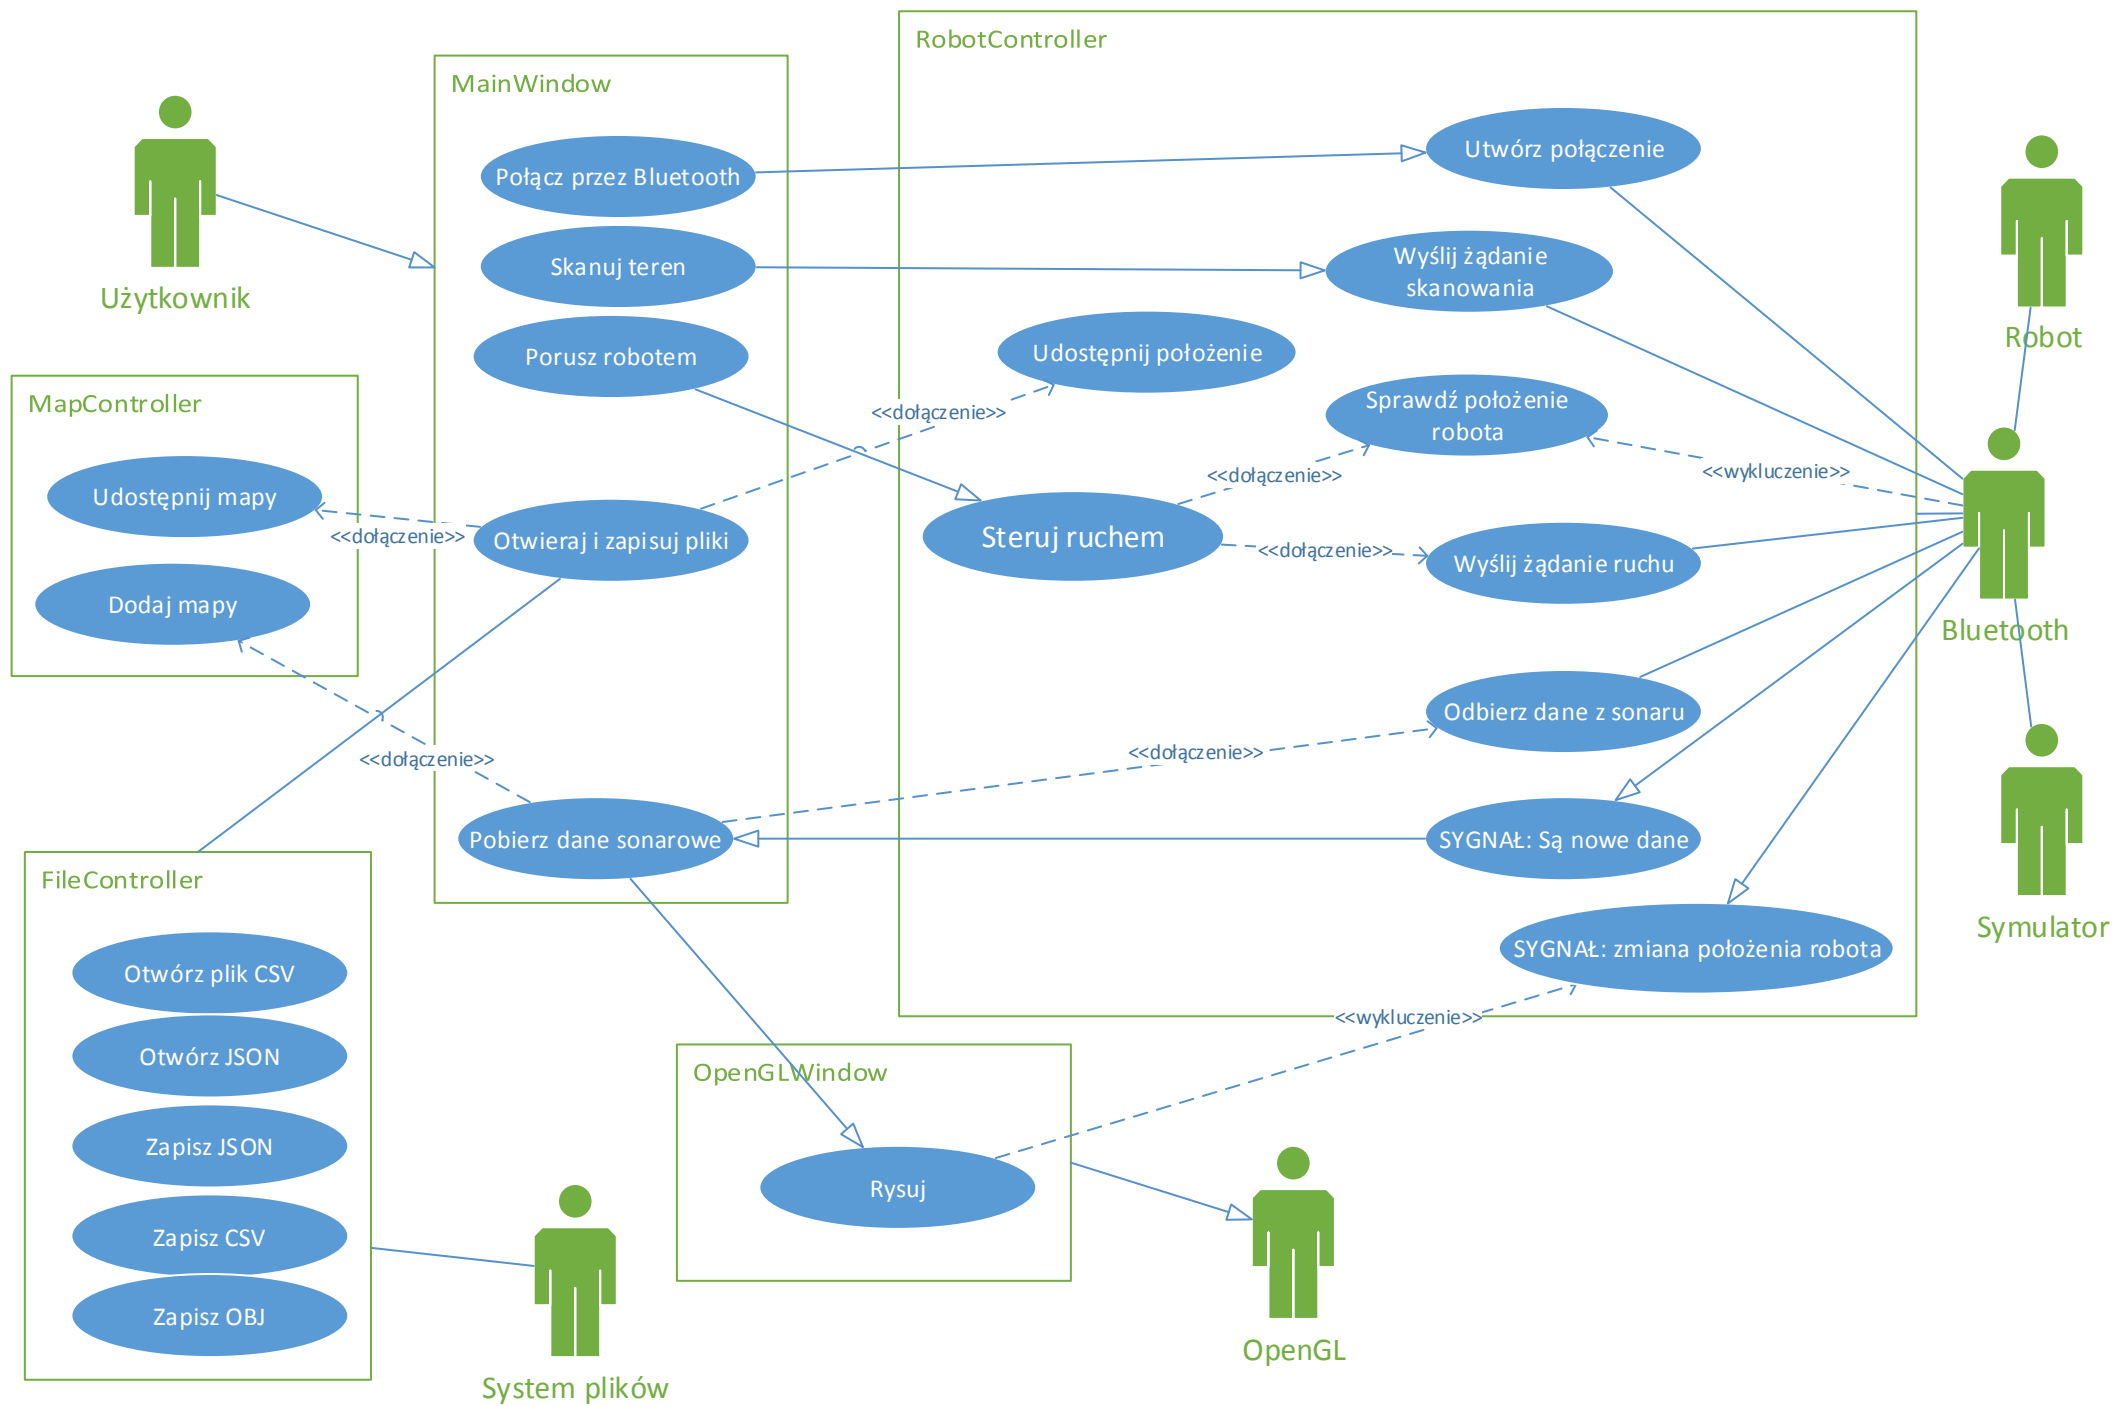 RobotController
MainWindow
Połącz przez Bluetooth
Utwórz połączenie
Skanuj teren
Wyślij żądanie
skanowania
Użytkownik
Robot
Porusz robotem
Udostępnij położenie
MapController
<<dołączenie>>
Sprawdź położenie
robota
<<wykluczenie>>
<<dołączenie>>
Udostępnij mapy
<<dołączenie>>
Otwieraj i zapisuj pliki
Steruj ruchem
<<dołączenie>>
Wyślij żądanie ruchu
Dodaj mapy
Bluetooth
Odbierz dane z sonaru
<<dołączenie>>
<<dołączenie>>
Pobierz dane sonarowe
SYGNAŁ: Są nowe dane
FileController
Symulator
SYGNAŁ: zmiana położenia robota
Otwórz plik CSV
<<wykluczenie>>
Otwórz JSON
OpenGLWindow
Zapisz JSON
Rysuj
Zapisz CSV
Zapisz OBJ
OpenGL
System plików